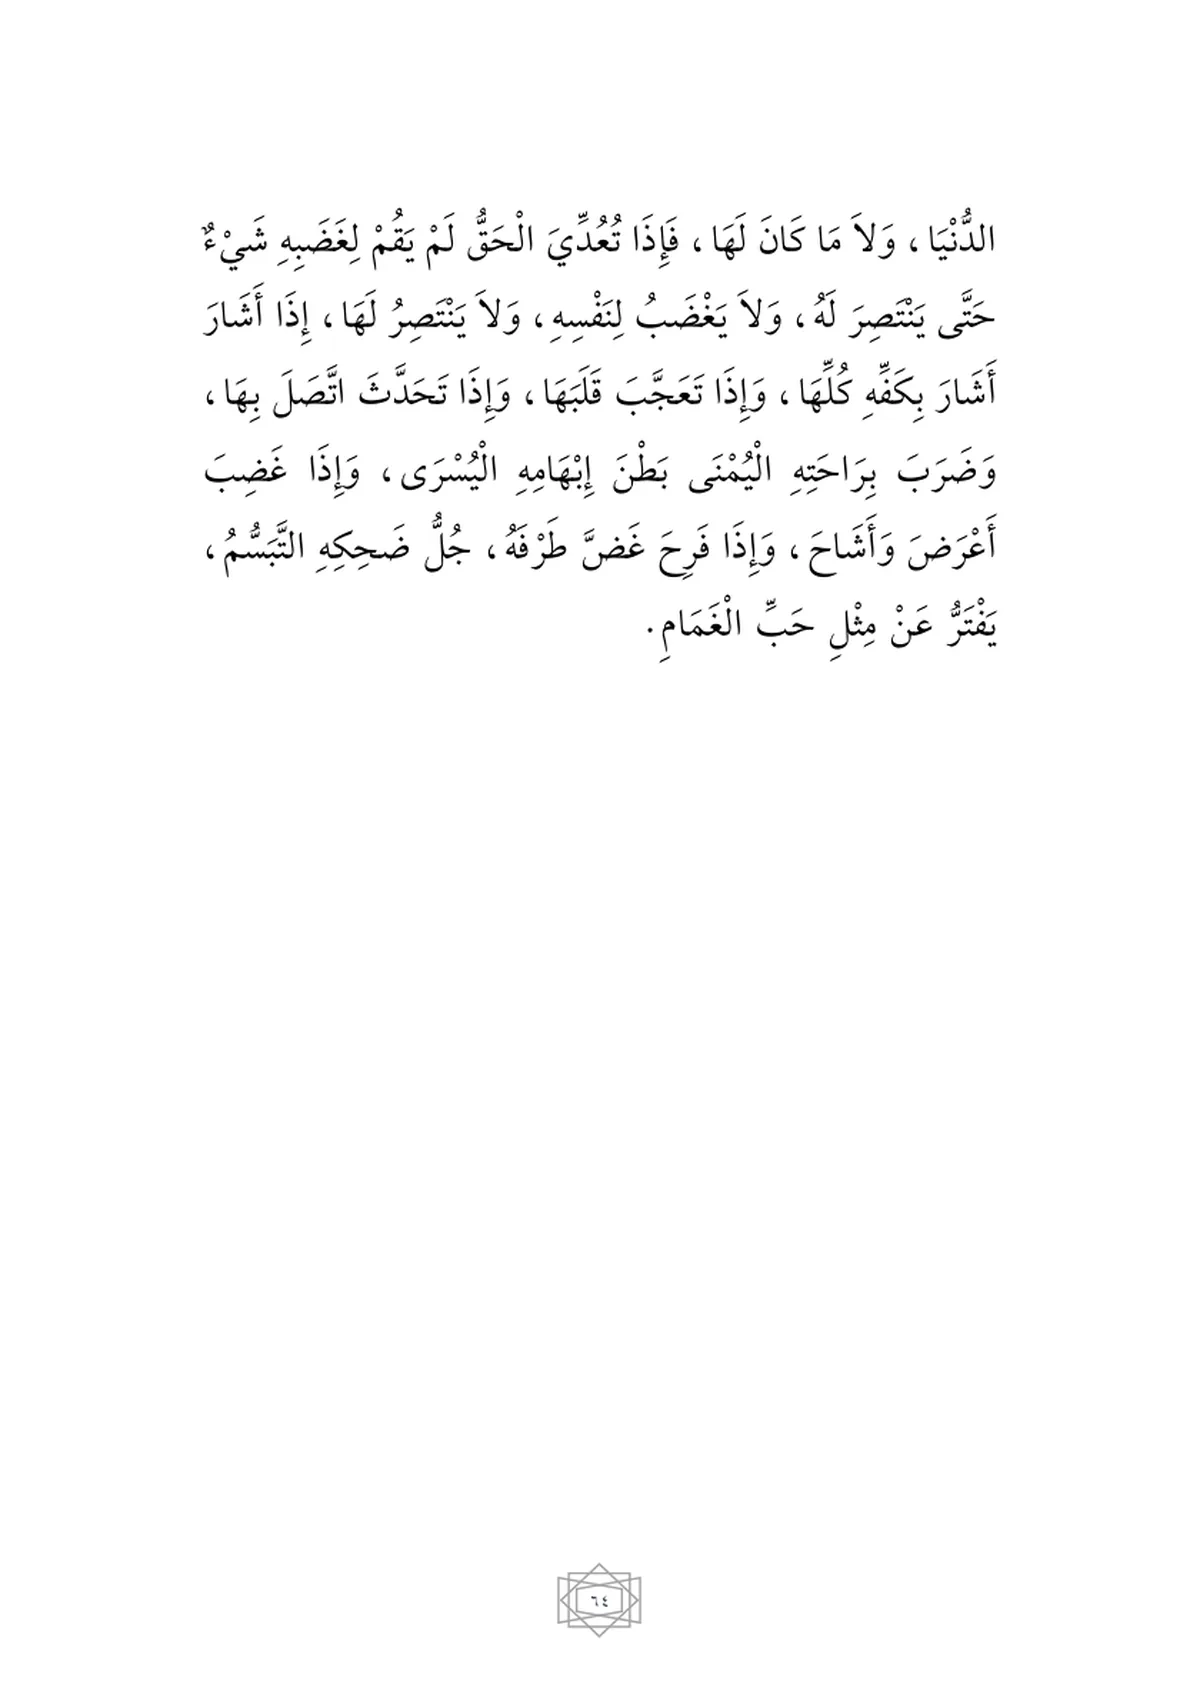 الدُّنْيَا، وَلاَ مَا كَانَ لَهَا، فَإِذَا تُعُدِّيَ الْحَقُّ لَمْ يَقُمْ لِغَضَبِهِ شَيْءٌ
حَتَّى يَنْتَصِرَ لَهُ، وَلاَ يَغْضَبُ لِنَفْسِهِ، وَلاَ يَنْتَصِرُ لَهَا، إِذَا أَشَارَ
أَشَارَ بِكَفِّهِ كُلِّهَا، وَإِذَا تَعَجَّبَ قَلَبَهَا، وَإِذَا تَحَدَّثَ اتَّصَلَ بِهَا،
وَضَرَبَ بِرَاحَتِهِ الْيُمْنَى بَطْنَ إِبْهَامِهِ الْيُسْرَى، وَإِذَا غَضِبَ
أَعْرَضَ وَأَشَاحَ، وَإِذَا فَرِحَ غَضَّ طَرْفَهُ، جُلُّ ضَحِكِهِ التَّبَسُّمُ،
يَفْتَرُّ عَنْ مِثْلِ حَبِّ الْغَمَامِ.
٦٤